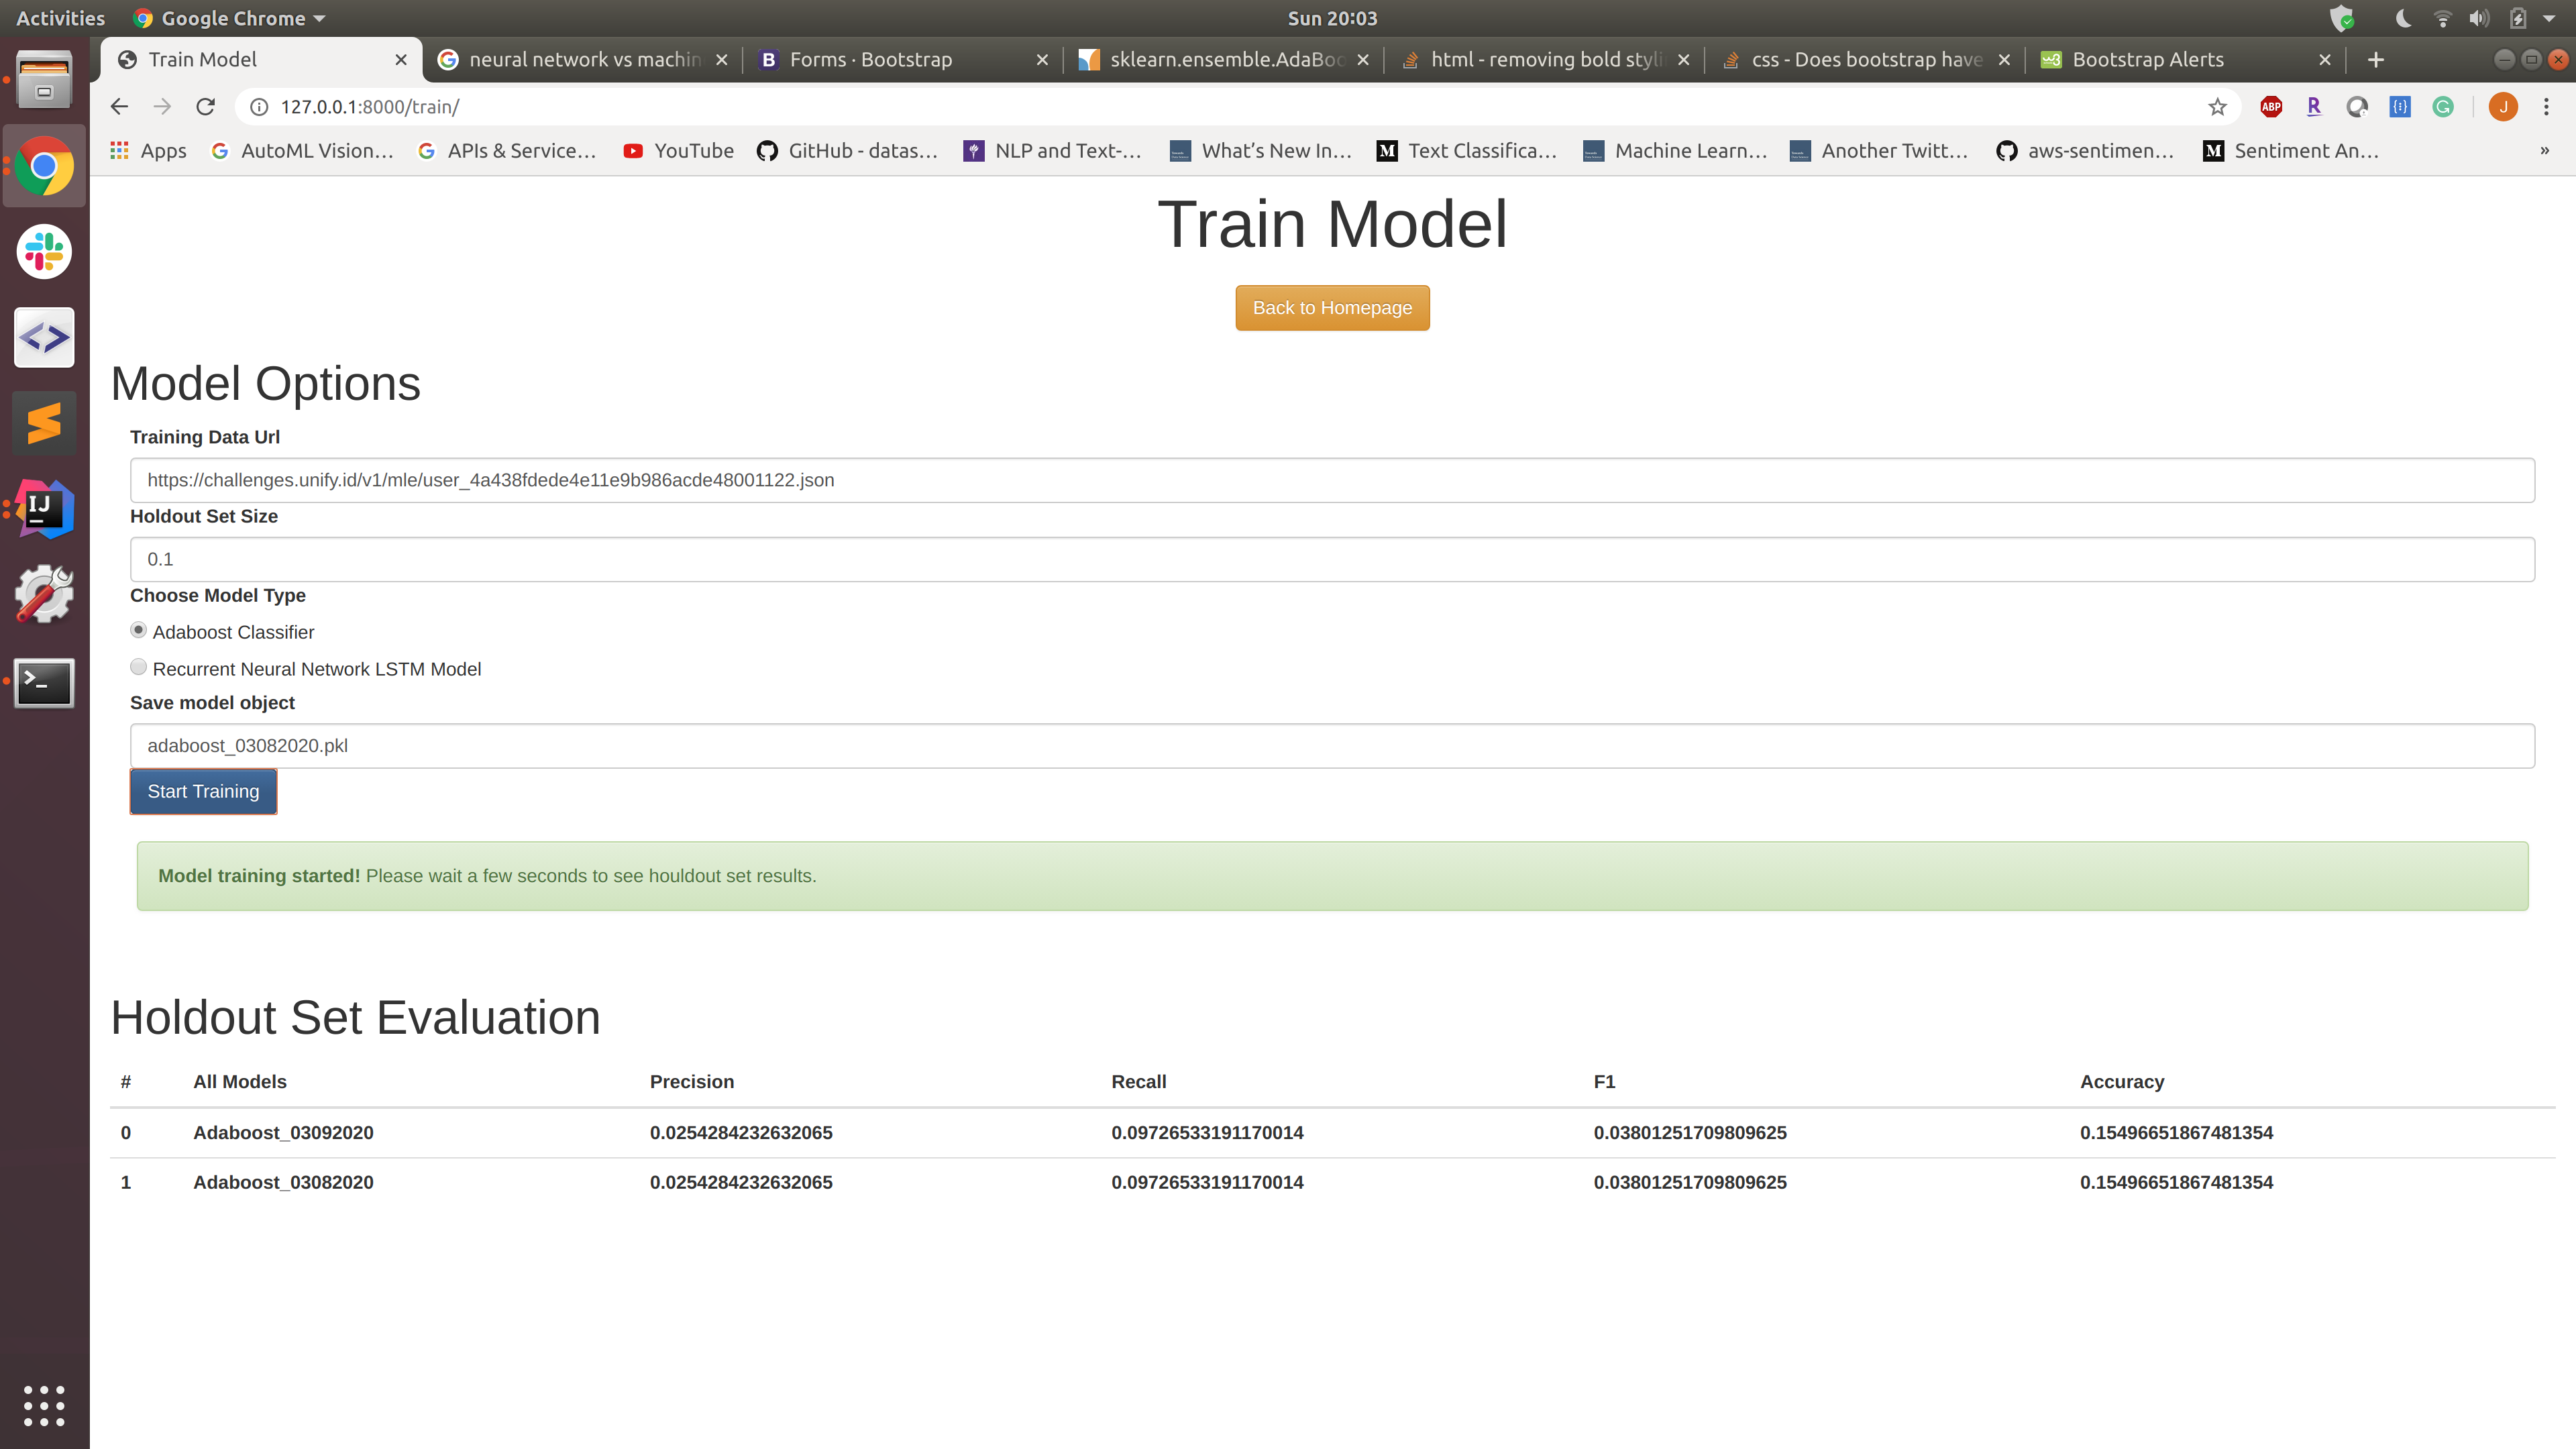 Activities Google Chrome Sun 20:03
Train Model neural network vs machin Forms · Bootstrap sklearn.ensemble.AdaBoo html - removing bold styli css - Does bootstrap have Bootstrap Alerts
127.0.0.1:8000/train/ ABP R J
Apps AutoML Vision… APIs & Service… YouTube GitHub - datas… NLP and Text-… What's New In… Text Classifica… Machine Learn… Another Twitt… aws-sentimen… Sentiment An… »
Train Model
Back to Homepage
Model Options
Training Data Url
https://challenges.unify.id/v1/mle/user_4a438fdede4e11e9b986acde48001122.json
Holdout Set Size
0.1
Choose Model Type
Adaboost Classifier
Recurrent Neural Network LSTM Model
Save model object
adaboost_03082020.pkl
Start Training
Model training started! Please wait a few seconds to see houldout set results.
Holdout Set Evaluation
# All Models Precision Recall F1 Accuracy
0 Adaboost_03092020 0.0254284232632065 0.09726533191170014 0.03801251709809625 0.15496651867481354
1 Adaboost_03082020 0.0254284232632065 0.09726533191170014 0.03801251709809625 0.15496651867481354